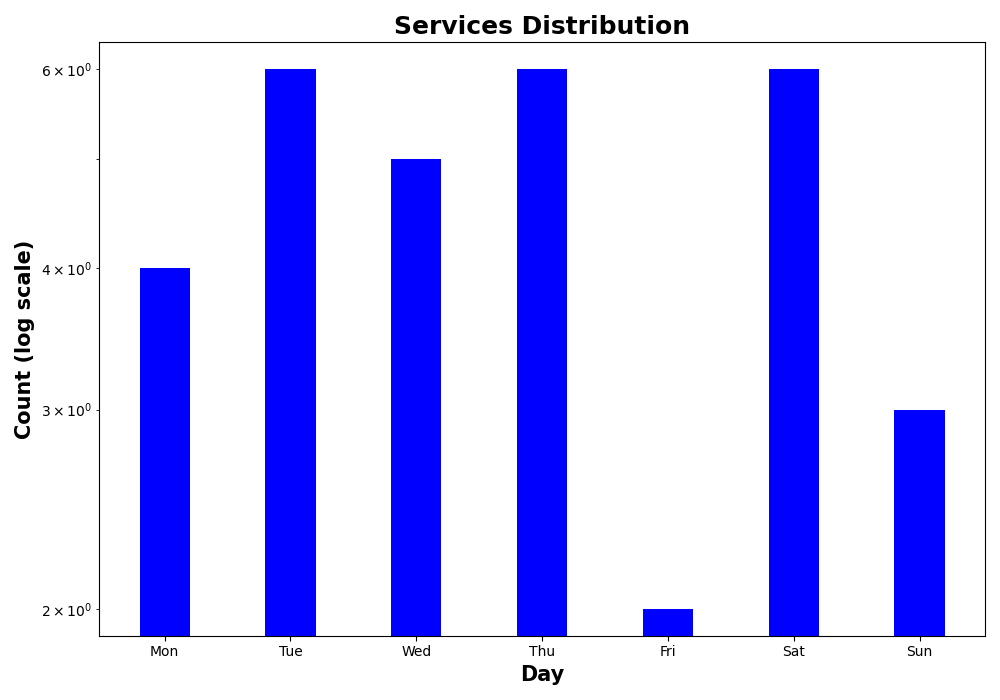 Services Distribution
Count (log scale)
6 × 10⁰
4 × 10⁰
3 × 10⁰
2 × 10⁰
Mon Tue Wed Thu Fri Sat Sun
Day